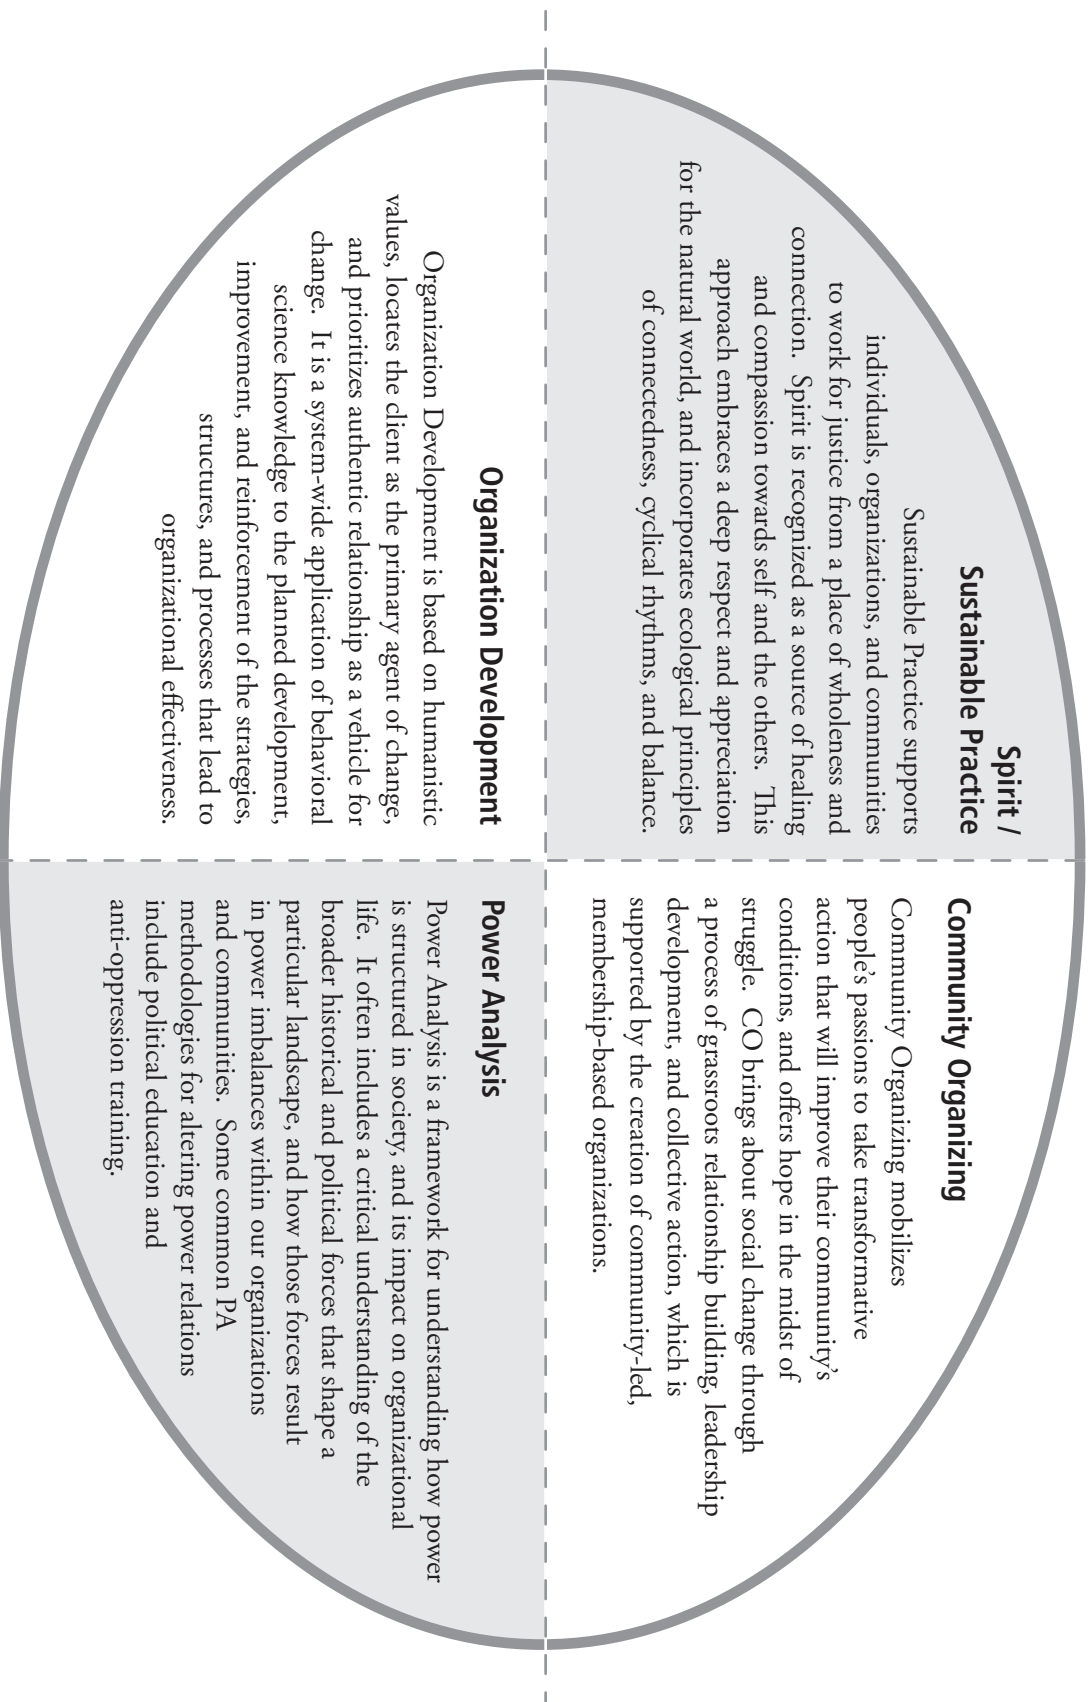 Spirit /
Sustainable Practice
Sustainable Practice supports
individuals, organizations, and communities
to work for justice from a place of wholeness and
connection.  Spirit is recognized as a source of healing
and compassion towards self and the others.  This
approach embraces a deep respect and appreciation
for the natural world, and incorporates ecological principles
of connectedness, cyclical rhythms, and balance.
Community Organizing
Community Organizing mobilizes
people’s passions to take transformative
action that will improve their community’s
conditions, and offers hope in the midst of
struggle.  CO brings about social change through
a process of grassroots relationship building, leadership
development, and collective action, which is
supported by the creation of community-led,
membership-based organizations.
Organization Development
Organization Development is based on humanistic
values, locates the client as the primary agent of change,
and prioritizes authentic relationship as a vehicle for
change.  It is a system-wide application of behavioral
science knowledge to the planned development,
improvement, and reinforcement of the strategies,
structures, and processes that lead to
organizational effectiveness.
Power Analysis
Power Analysis is a framework for understanding how power
is structured in society, and its impact on organizational
life.  It often includes a critical understanding of the
broader historical and political forces that shape a
particular landscape, and how those forces result
in power imbalances within our organizations
and communities.  Some common PA
methodologies for altering power relations
include political education and
anti-oppression training.